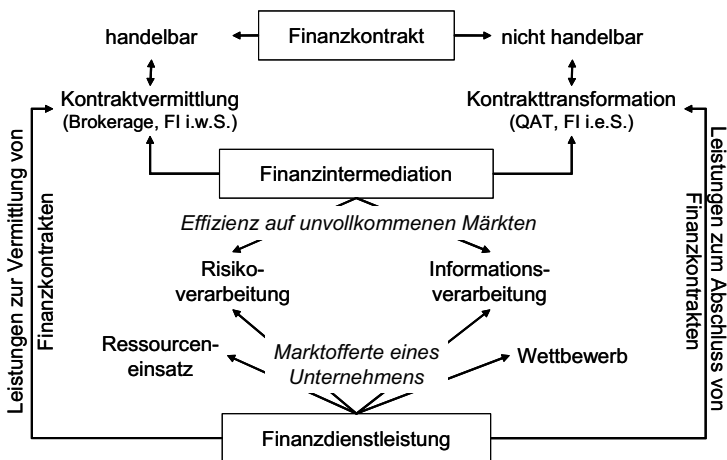 handelbar
Finanzkontrakt
nicht handelbar
Kontraktvermittlung
(Brokerage, FI i.w.S.)
Kontrakttransformation
(QAT, FI i.e.S.)
Leistungen zur Vermittlung von
Finanzkontrakten
Leistungen zum Abschluss von
Finanzkontrakten
Finanzintermediation
Effizienz auf unvollkommenen Märkten
Risiko-
verarbeitung
Informations-
verarbeitung
Ressourcen-
einsatz
Marktofferte eines
Unternehmens
Wettbewerb
Finanzdienstleistung